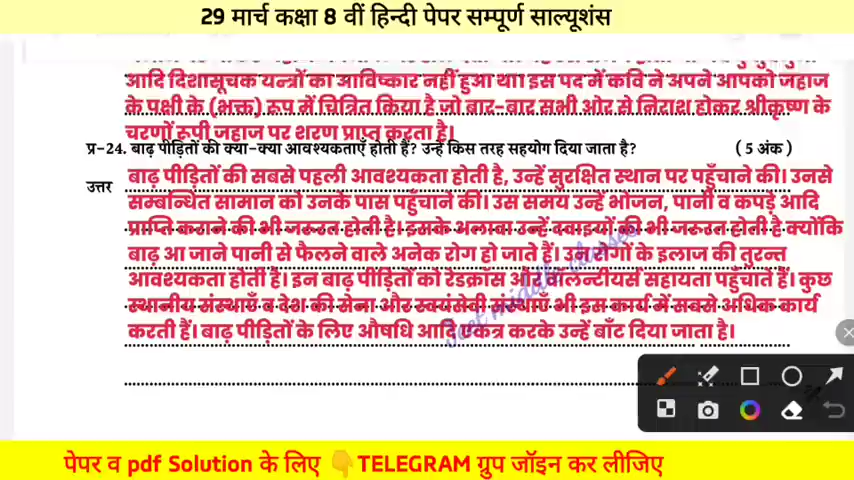 29 मार्च कक्षा 8 वीं हिन्दी पेपर सम्पूर्ण साल्यूशंस
आदि दिशासूचक यन्त्रों का आविष्कार नहीं हुआ था। इस पद में कवि ने अपने आपको जहाज
के पक्षी के (भक्त) रूप में चित्रित किया है जो बार-बार सभी ओर से निराश होकर श्रीकृष्ण के
चरणों रूपी जहाज पर शरण प्राप्त करता है।
प्र-24. बाढ़ पीड़ितों की क्या-क्या आवश्यकताएँ होती हैं? उन्हें किस तरह सहयोग दिया जाता है? (5 अंक)
उत्तर
बाढ़ पीड़ितों की सबसे पहली आवश्यकता होती है, उन्हें सुरक्षित स्थान पर पहुँचाने की। उनसे
सम्बन्धित सामान को उनके पास पहुँचाने की। उस समय उन्हें भोजन, पानी व कपड़े आदि
प्राप्ति कराने की भी जरूरत होती है। इसके अलावा उन्हें दवाइयों की भी जरूरत होती है क्योंकि
बाढ़ आ जाने पानी से फैलने वाले अनेक रोग हो जाते हैं। उन रोगों के इलाज की तुरन्त
आवश्यकता होती है। इन बाढ़ पीड़ितों को रेडक्रॉस और वालन्टीयर्स सहायता पहुँचाते हैं। कुछ
स्थानीय संस्थाएँ व देश की सेना और स्वयंसेवी संस्थाएँ भी इस कार्य में सबसे अधिक कार्य
करती हैं। बाढ़ पीड़ितों के लिए औषधि आदि एकत्र करके उन्हें बाँट दिया जाता है।
पेपर व pdf Solution के लिए 👇TELEGRAM ग्रुप जॉइन कर लीजिए